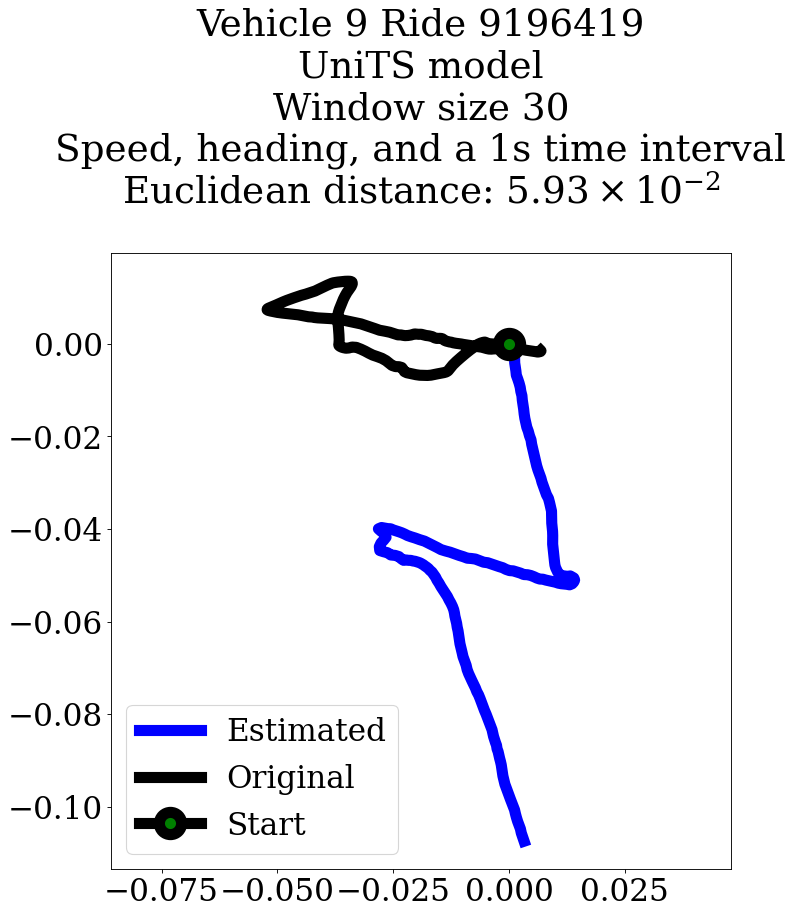 Vehicle 9 Ride 9196419
UniTS model
Window size 30
Speed, heading, and a 1s time interval
Euclidean distance: 5.93 × 10⁻²
0.00
−0.02
−0.04
−0.06
−0.08
−0.10
Estimated
Original
Start
−0.075 −0.050 −0.025 0.000 0.025